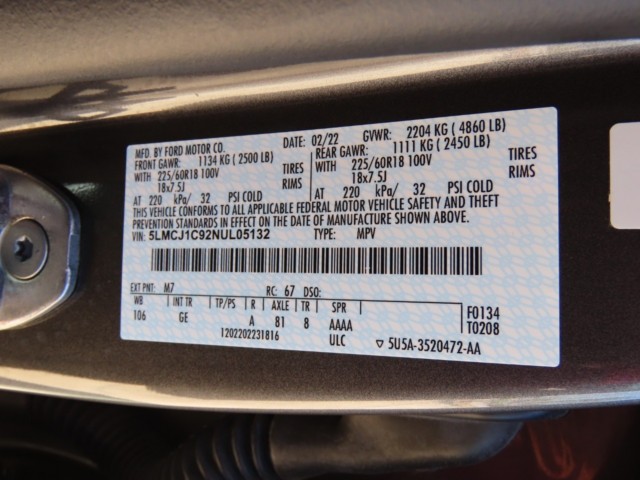 MFD. BY FORD MOTOR CO.
DATE: 02/22 GVWR: 2204 KG ( 4860 LB)
FRONT GAWR: 1134 KG ( 2500 LB)
REAR GAWR: 1111 KG ( 2450 LB)
WITH 225/60R18 100V TIRES
WITH 225/60R18 100V TIRES
18x7.5J RIMS
18x7.5J RIMS
AT 220 kPa/ 32 PSI COLD
AT 220 kPa/ 32 PSI COLD
THIS VEHICLE CONFORMS TO ALL APPLICABLE FEDERAL MOTOR VEHICLE SAFETY AND THEFT
PREVENTION STANDARDS IN EFFECT ON THE DATE OF MANUFACTURE SHOWN ABOVE.
VIN: 5LMCJ1C92NUL05132 TYPE: MPV
EXT PNT: M7 RC: 67 DSO:
WB INT TR TP/PS R AXLE TR SPR
106 GE A 81 8 AAAA
F0134
T0208
1202202231816 ULC ▽ 5U5A-3520472-AA